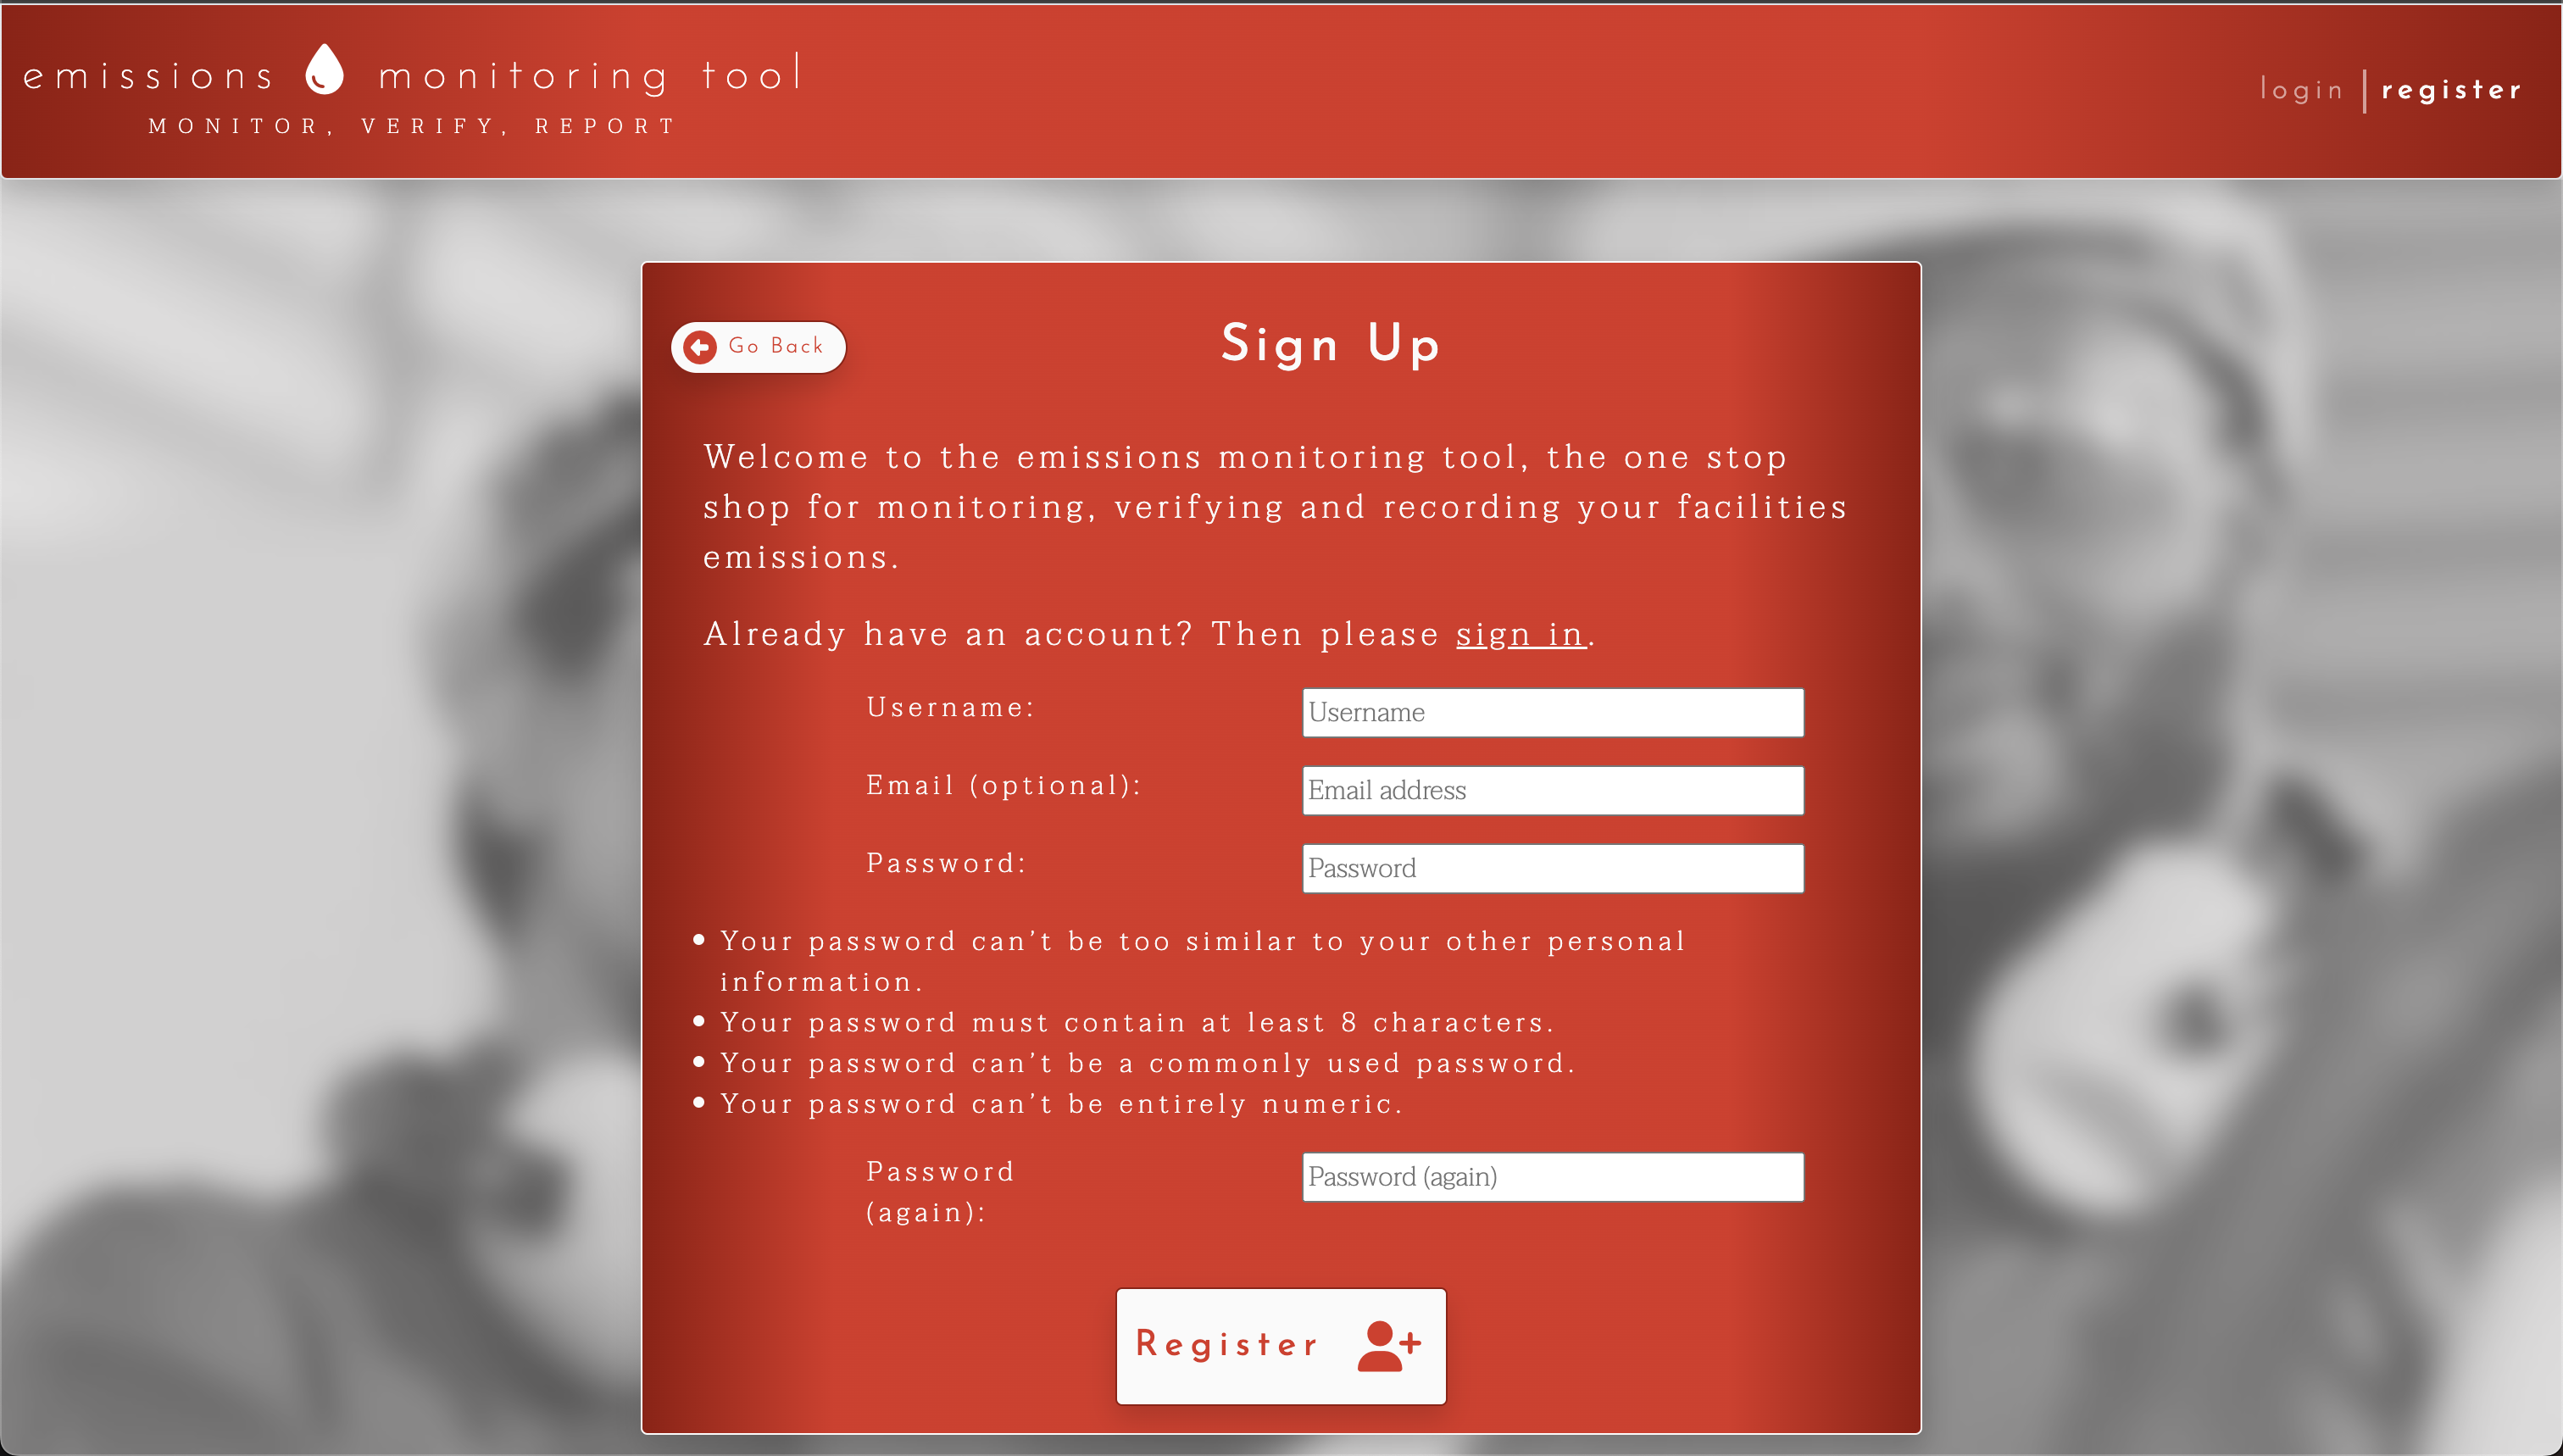 emissions monitoring tool
MONITOR, VERIFY, REPORT
login register
Go Back
Sign Up
Welcome to the emissions monitoring tool, the one stop
shop for monitoring, verifying and recording your facilities
emissions.
Already have an account? Then please sign in.
Username: Username
Email (optional): Email address
Password: Password
Your password can’t be too similar to your other personal
information.
Your password must contain at least 8 characters.
Your password can’t be a commonly used password.
Your password can’t be entirely numeric.
Password Password (again)
(again):
Register